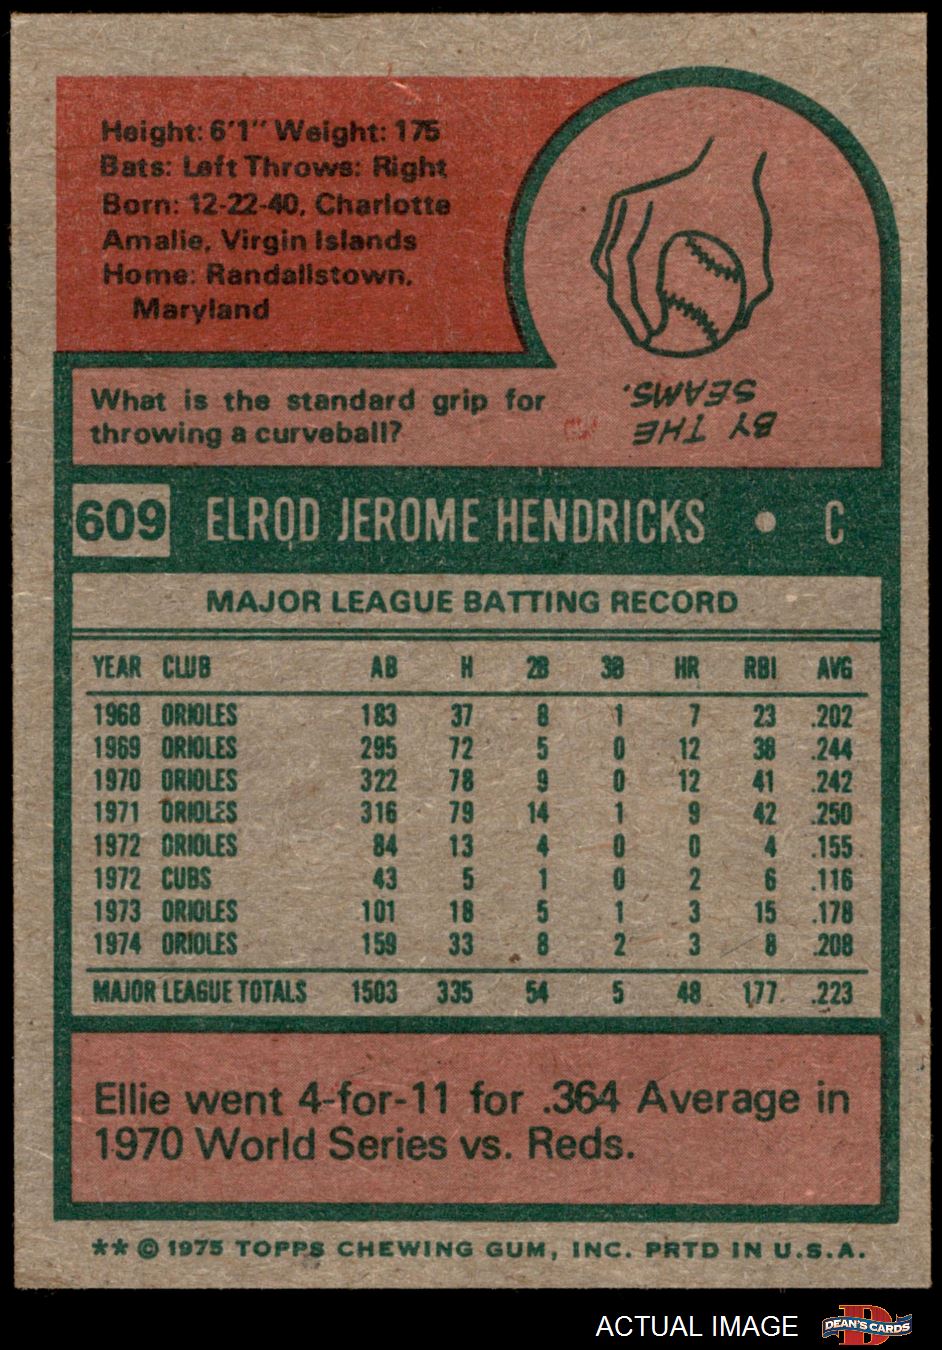 Height: 6'1" Weight: 175
Bats: Left Throws: Right
Born: 12-22-40, Charlotte
Amalie, Virgin Islands
Home: Randallstown,
Maryland
What is the standard grip for
throwing a curveball?
BY THE
SEAMS.
609 ELROD JEROME HENDRICKS • C
MAJOR LEAGUE BATTING RECORD
YEAR CLUB AB H 2B 3B HR RBI AVG
1968 ORIOLES 183 37 8 1 7 23 .202
1969 ORIOLES 295 72 5 0 12 38 .244
1970 ORIOLES 322 78 9 0 12 41 .242
1971 ORIOLES 316 79 14 1 9 42 .250
1972 ORIOLES 84 13 4 0 0 4 .155
1972 CUBS 43 5 1 0 2 6 .116
1973 ORIOLES 101 18 5 1 3 15 .178
1974 ORIOLES 159 33 8 2 3 8 .208
MAJOR LEAGUE TOTALS 1503 335 54 5 48 177 .223
Ellie went 4-for-11 for .364 Average in
1970 World Series vs. Reds.
** © 1975 TOPPS CHEWING GUM, INC. PRTD IN U.S.A.
ACTUAL IMAGE
DEAN'S CARDS